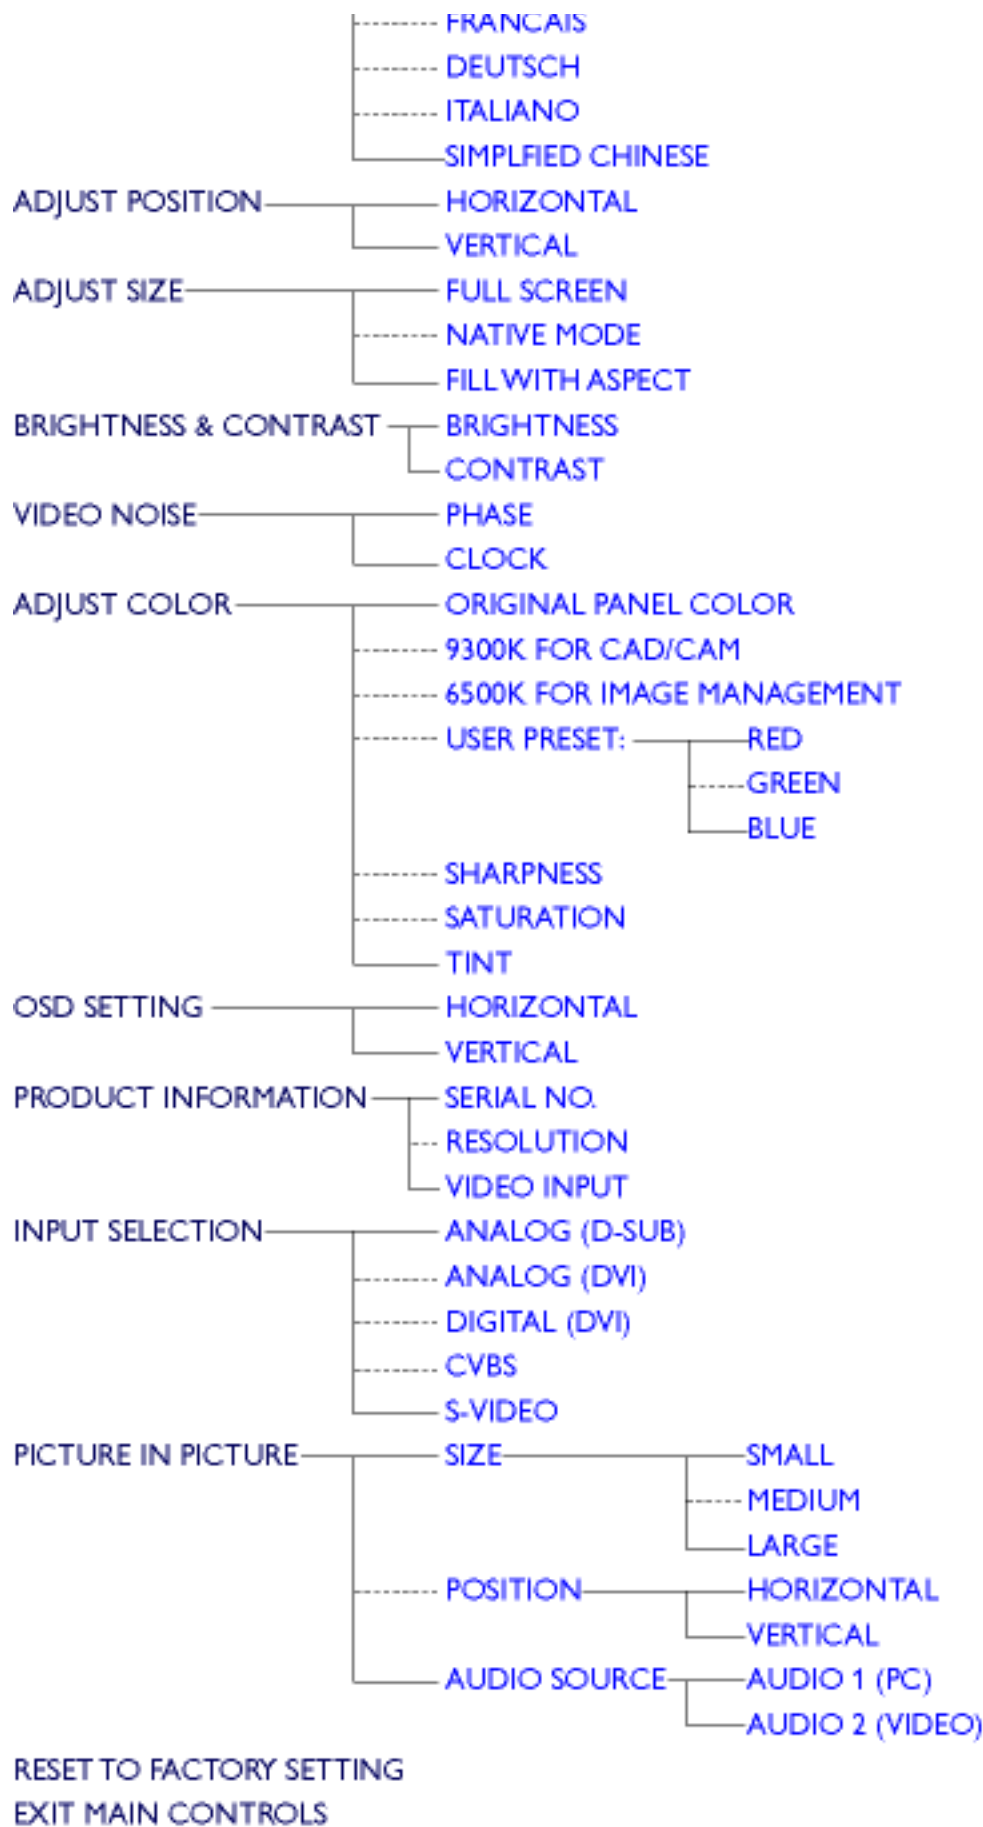 FRANCAIS
DEUTSCH
ITALIANO
SIMPLFIED CHINESE
ADJUST POSITION HORIZONTAL
VERTICAL
ADJUST SIZE FULL SCREEN
NATIVE MODE
FILL WITH ASPECT
BRIGHTNESS & CONTRAST BRIGHTNESS
CONTRAST
VIDEO NOISE PHASE
CLOCK
ADJUST COLOR ORIGINAL PANEL COLOR
9300K FOR CAD/CAM
6500K FOR IMAGE MANAGEMENT
USER PRESET: RED
GREEN
BLUE
SHARPNESS
SATURATION
TINT
OSD SETTING HORIZONTAL
VERTICAL
PRODUCT INFORMATION SERIAL NO.
RESOLUTION
VIDEO INPUT
INPUT SELECTION ANALOG (D-SUB)
ANALOG (DVI)
DIGITAL (DVI)
CVBS
S-VIDEO
PICTURE IN PICTURE SIZE SMALL
MEDIUM
LARGE
POSITION HORIZONTAL
VERTICAL
AUDIO SOURCE AUDIO 1 (PC)
AUDIO 2 (VIDEO)
RESET TO FACTORY SETTING
EXIT MAIN CONTROLS